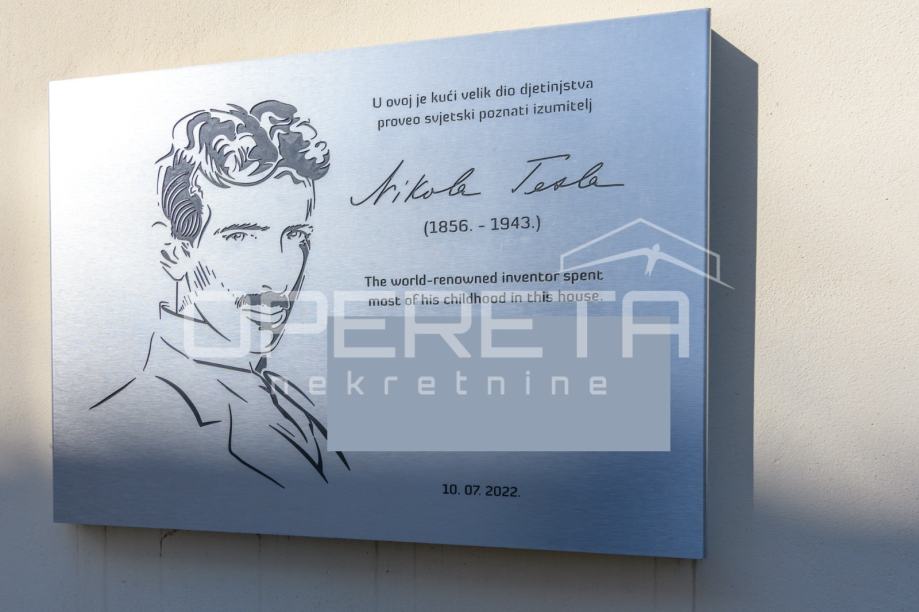 U ovoj je kući velik dio djetinjstva
proveo svjetski poznati izumitelj
Nikola Tesla
(1856. - 1943.)
The world-renowned inventor spent
most of his childhood in this house.
OPERETA
nekretnine
10. 07. 2022.